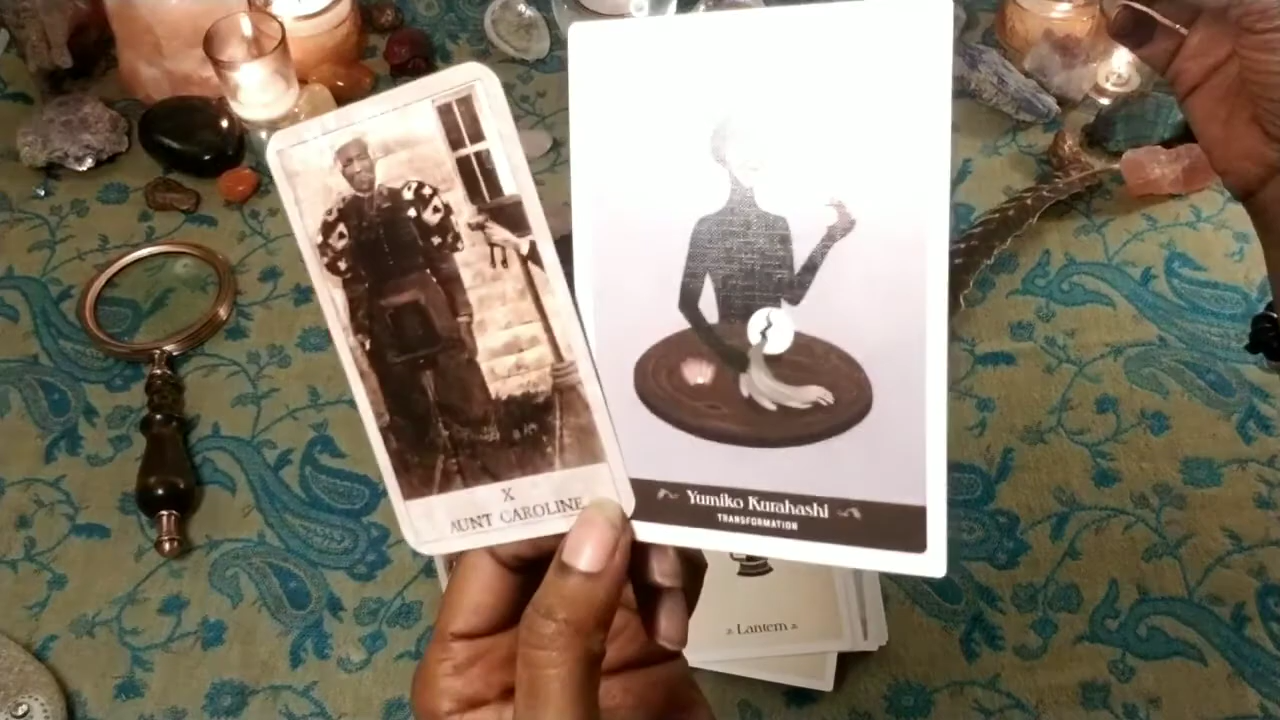 X
AUNT CAROLINE
Yumiko Kurahashi
TRANSFORMATION
Lantern